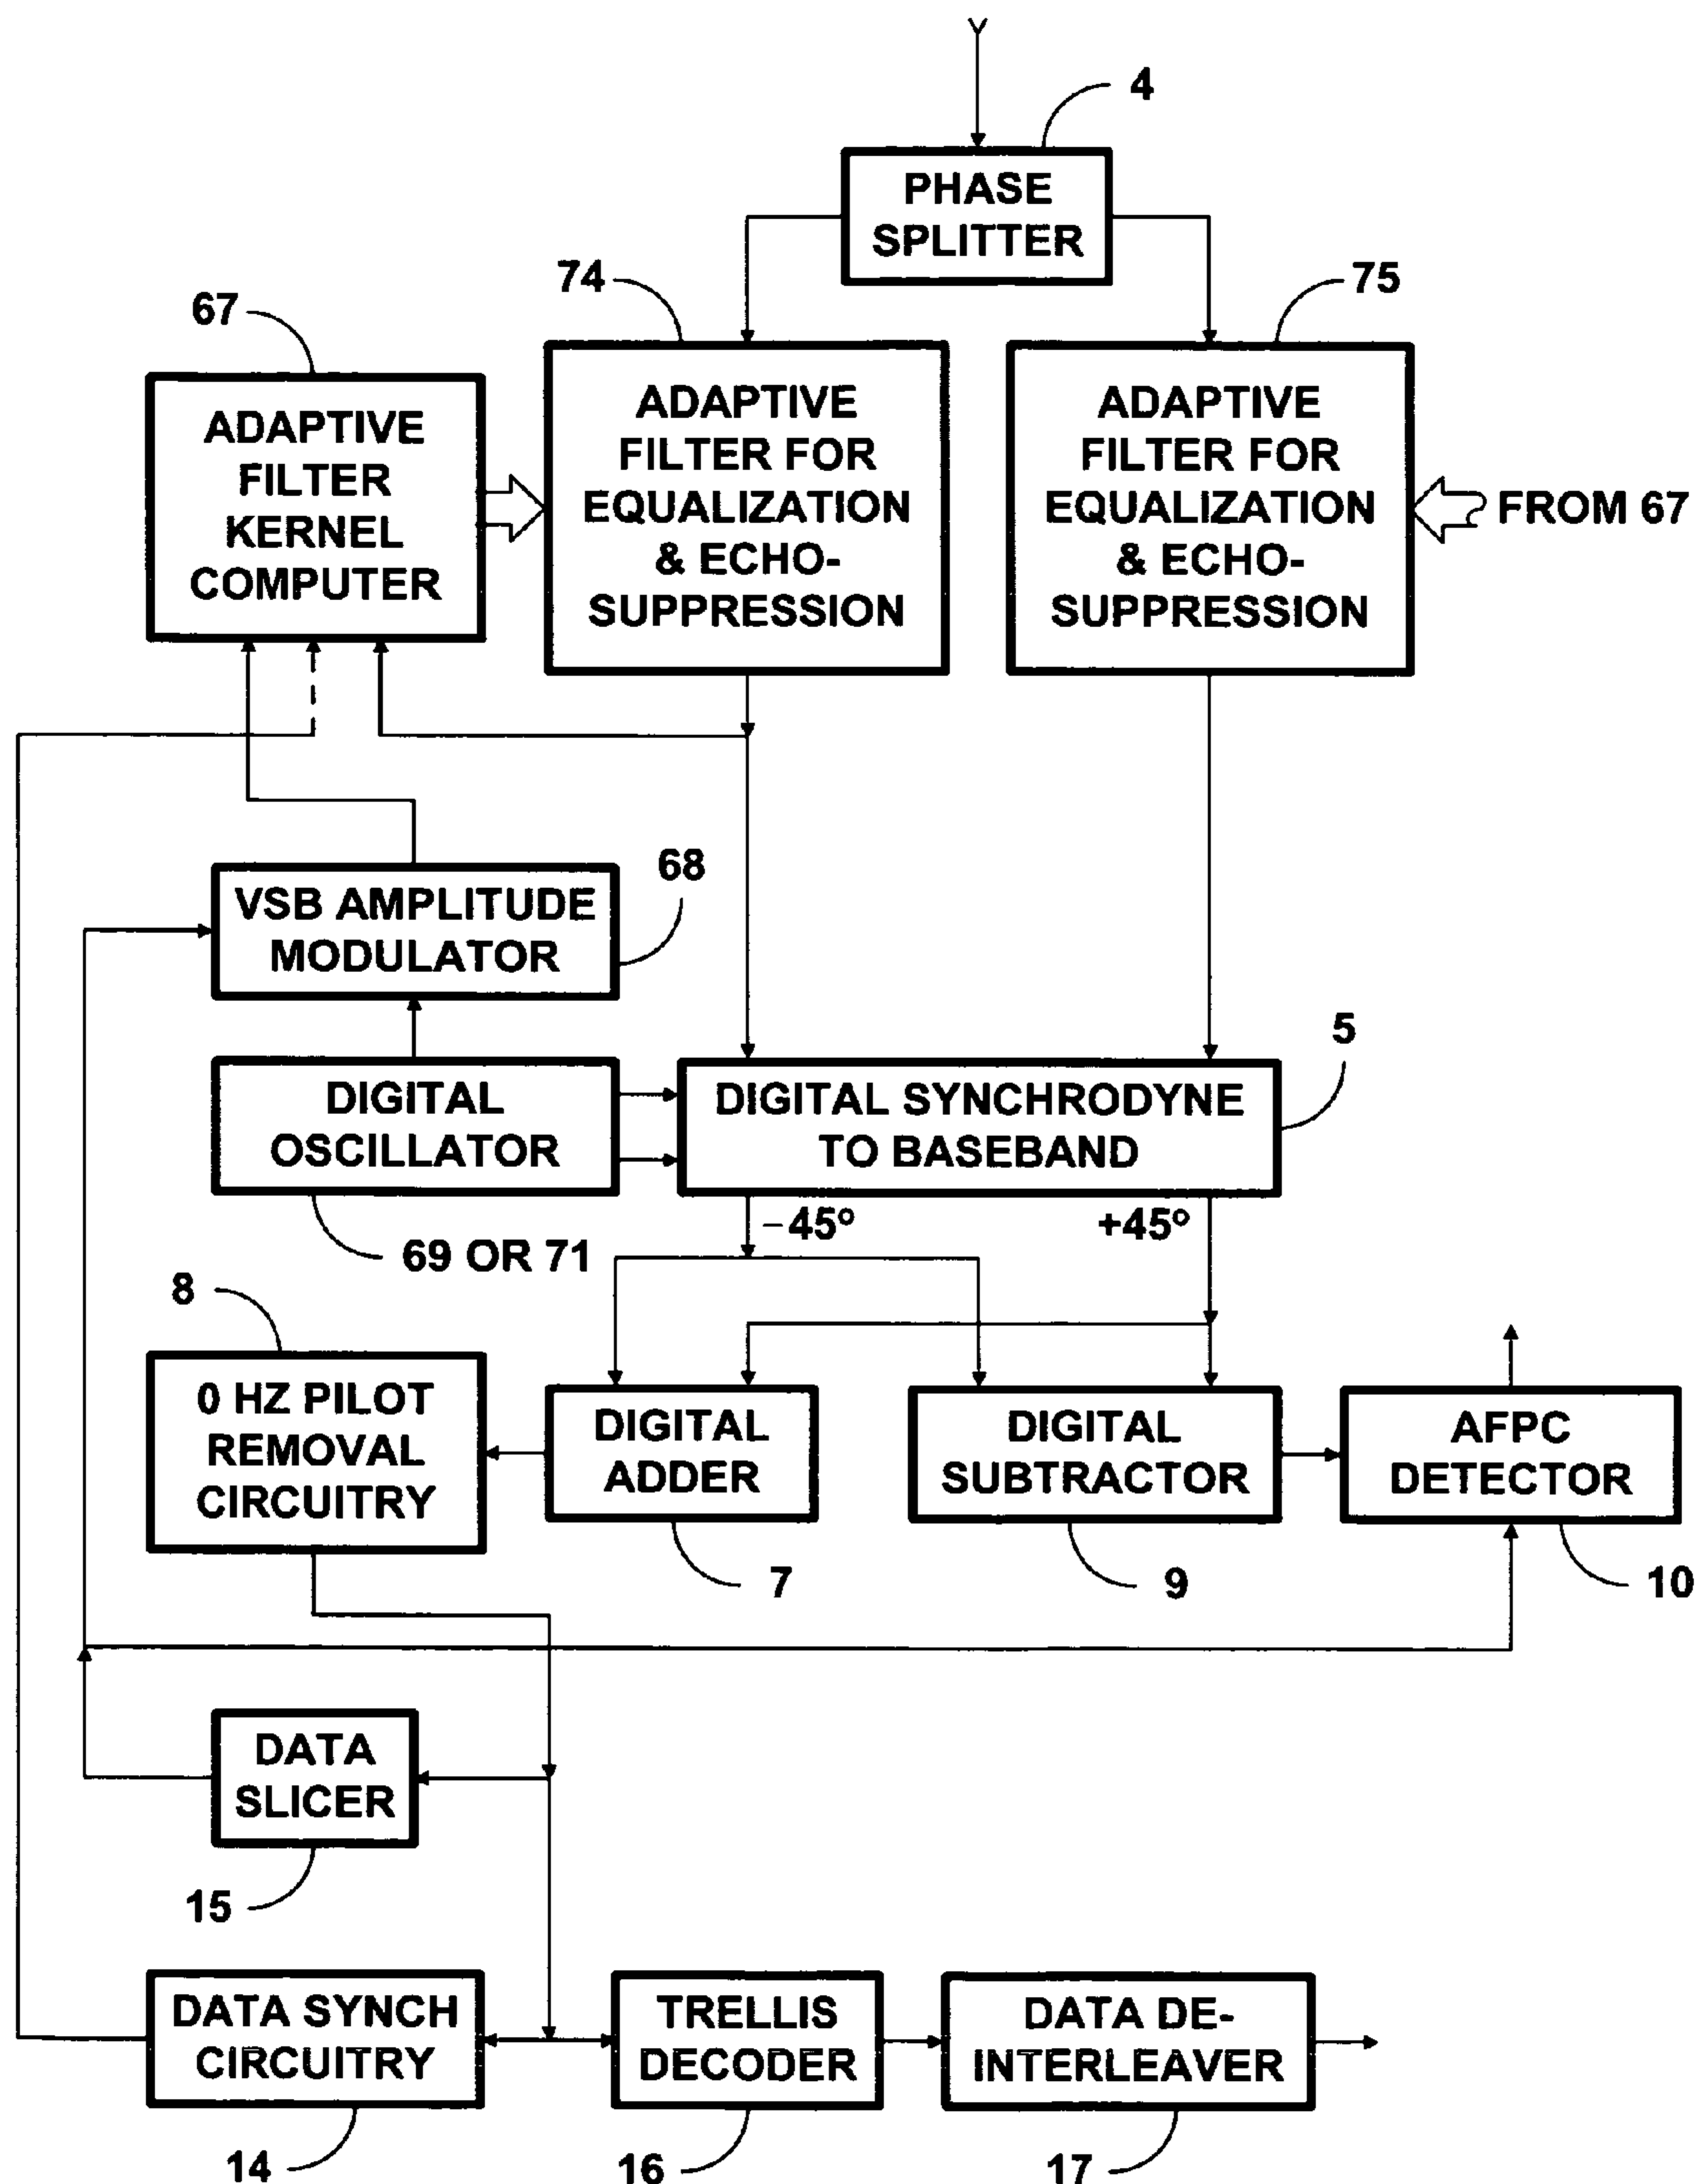 4
PHASE
SPLITTER
74
75
67
ADAPTIVE
FILTER
KERNEL
COMPUTER
ADAPTIVE
FILTER FOR
EQUALIZATION
& ECHO-
SUPPRESSION
ADAPTIVE
FILTER FOR
EQUALIZATION
& ECHO-
SUPPRESSION
FROM 67
68
VSB AMPLITUDE
MODULATOR
5
DIGITAL
OSCILLATOR
DIGITAL SYNCHRODYNE
TO BASEBAND
–45°
+45°
69 OR 71
8
0 HZ PILOT
REMOVAL
CIRCUITRY
DIGITAL
ADDER
DIGITAL
SUBTRACTOR
AFPC
DETECTOR
7
9
10
DATA
SLICER
15
DATA SYNCH
CIRCUITRY
TRELLIS
DECODER
DATA DE-
INTERLEAVER
14
16
17